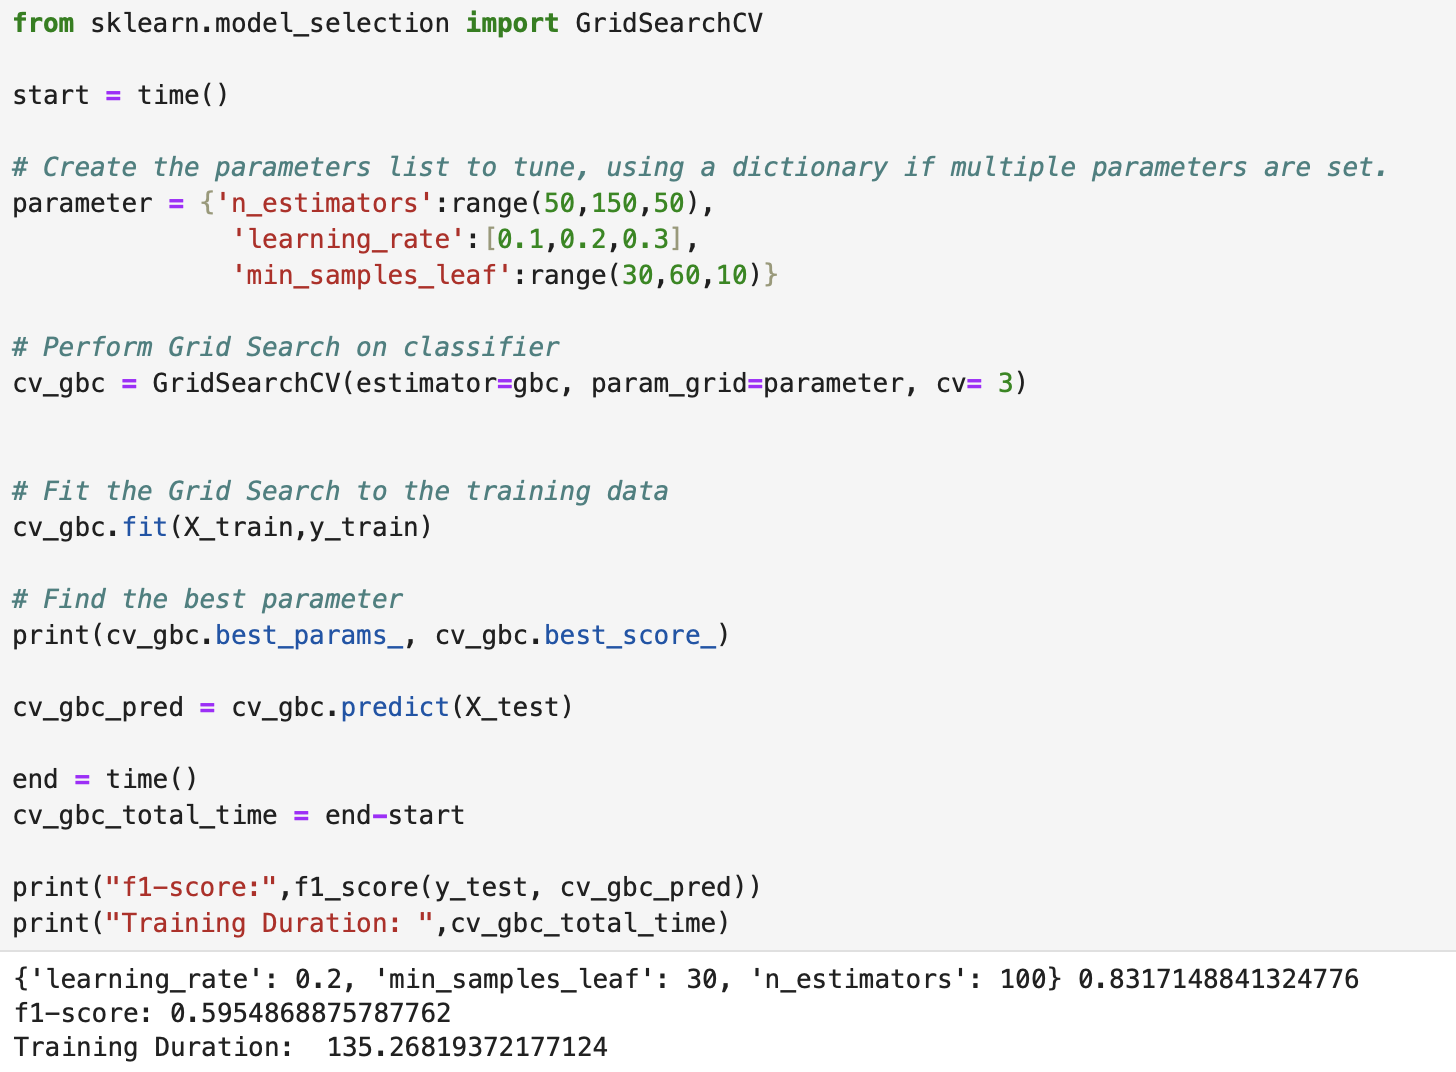 from sklearn.model_selection import GridSearchCV
start = time()
# Create the parameters list to tune, using a dictionary if multiple parameters are set.
parameter = {'n_estimators':range(50,150,50),
'learning_rate':[0.1,0.2,0.3],
'min_samples_leaf':range(30,60,10)}
# Perform Grid Search on classifier
cv_gbc = GridSearchCV(estimator=gbc, param_grid=parameter, cv= 3)
# Fit the Grid Search to the training data
cv_gbc.fit(X_train,y_train)
# Find the best parameter
print(cv_gbc.best_params_, cv_gbc.best_score_)
cv_gbc_pred = cv_gbc.predict(X_test)
end = time()
cv_gbc_total_time = end-start
print("f1-score:",f1_score(y_test, cv_gbc_pred))
print("Training Duration: ",cv_gbc_total_time)
{'learning_rate': 0.2, 'min_samples_leaf': 30, 'n_estimators': 100} 0.8317148841324776
f1-score: 0.5954868875787762
Training Duration:  135.26819372177124